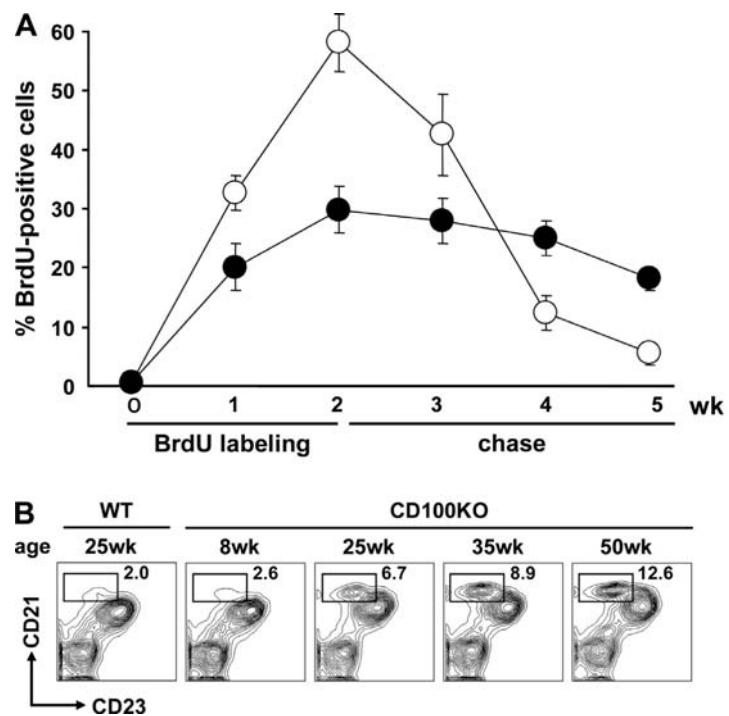 A
% BrdU-positive cells
60
50
40
30
20
10
0
0 1 2 3 4 5 wk
BrdU labeling chase
B
WT CD100KO
age 25wk 8wk 25wk 35wk 50wk
2.0 2.6 6.7 8.9 12.6
CD21
CD23